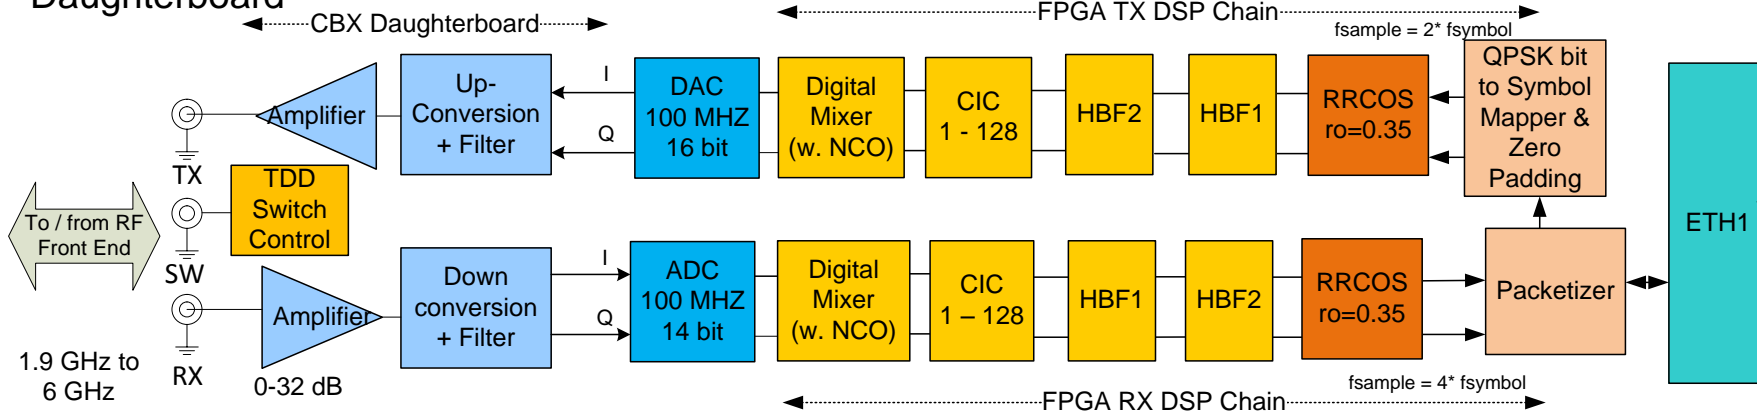 Daughterboard
CBX Daughterboard
FPGA TX DSP Chain
fsample = 2* fsymbol
TX
Amplifier
Up-
Conversion
+ Filter
I
Q
DAC
100 MHZ
16 bit
Digital
Mixer
(w. NCO)
CIC
1 - 128
HBF2
HBF1
RRCOS
ro=0.35
QPSK bit
to Symbol
Mapper &
Zero
Padding
ETH1
To / from RF
Front End
SW
TDD
Switch
Control
RX
Amplifier
0-32 dB
1.9 GHz to
6 GHz
Down
conversion
+ Filter
I
Q
ADC
100 MHZ
14 bit
Digital
Mixer
(w. NCO)
CIC
1 – 128
HBF1
HBF2
RRCOS
ro=0.35
Packetizer
fsample = 4* fsymbol
FPGA RX DSP Chain